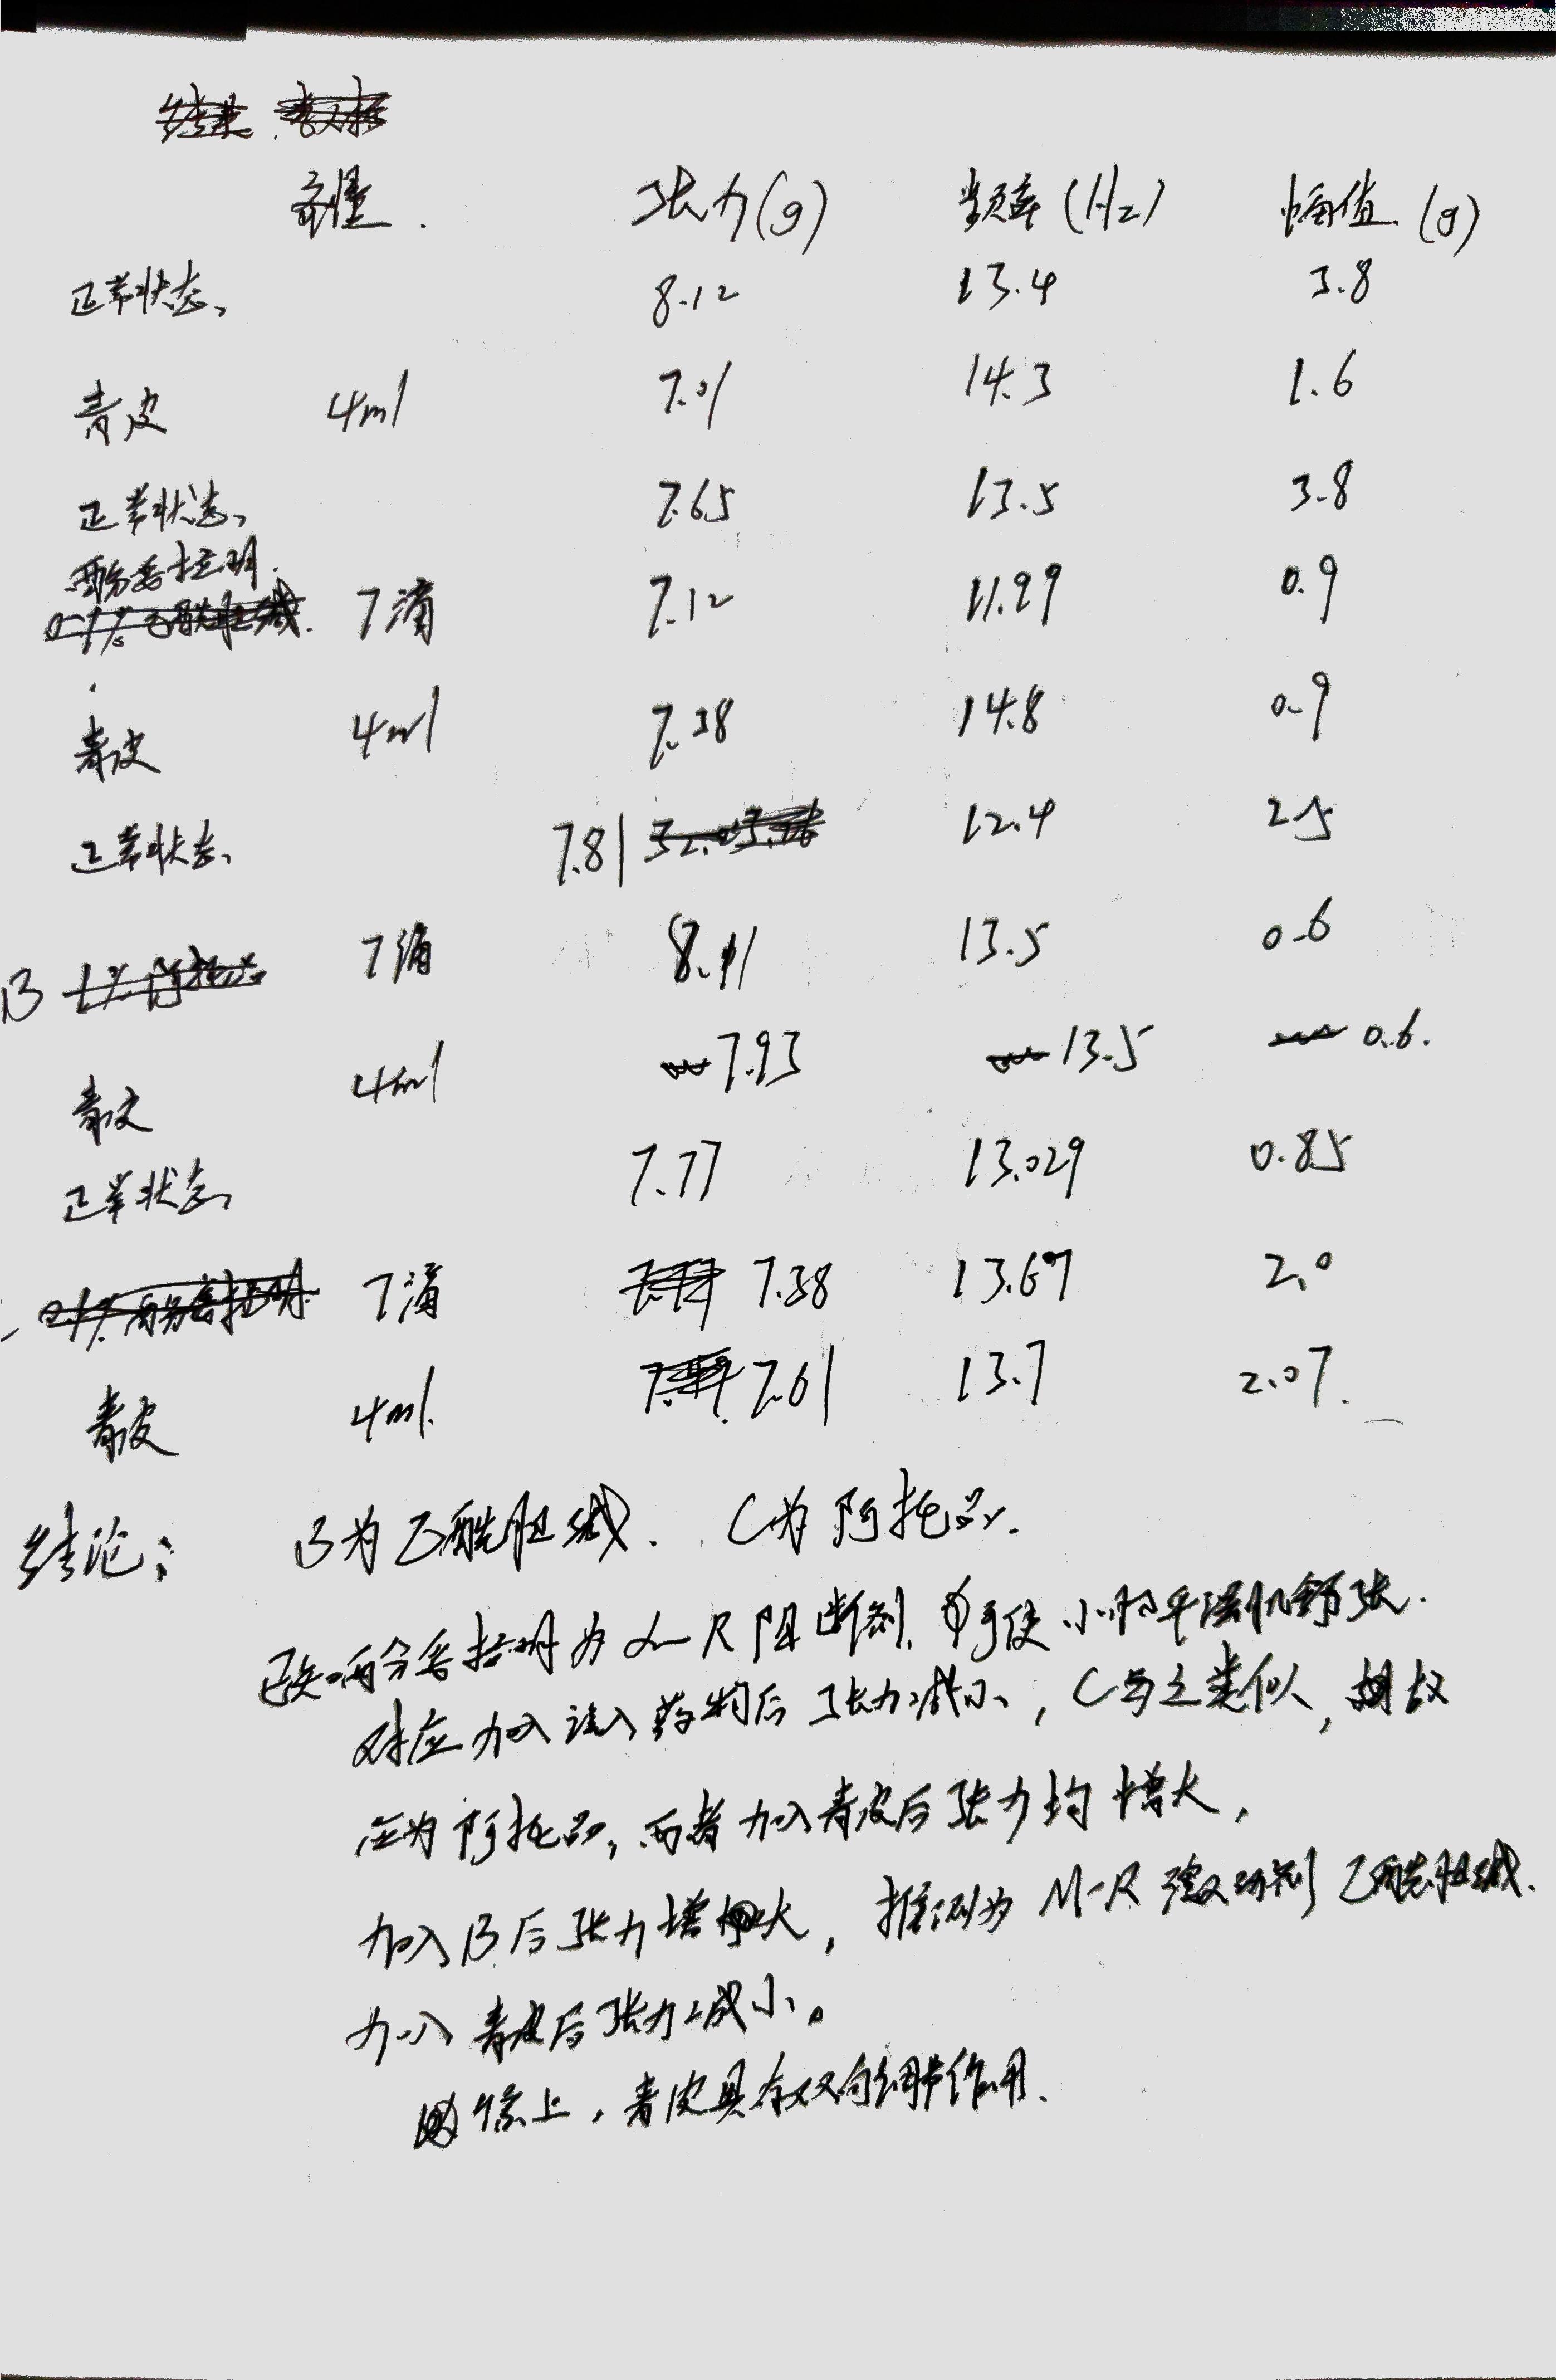 剂量. 张力(g) 频率(Hz) 幅值.(g)
正常状态 8.12 13.4 3.8
青皮 4ml 7.01 14.3 1.6
正常状态 7.65 13.5 3.8
酚妥拉明.
7滴 7.12 11.99 0.9
青皮 4ml 7.38 14.8 0.9
正常状态 7.81 12.4 2.5
B 7滴 8.41 13.5 0.6
青皮 4ml 7.93 13.5 0.6.
正常状态 7.77 13.029 0.85
7滴 7.38 13.67 2.0
青皮 4ml. 7.61 13.7 2.07.
结论: B为乙酰胆碱. C为阿托品.
已知酚妥拉明为α-R阻断剂,可使小肠平滑肌舒张.
对应加入该药物后张力减小, C与之类似, 故
应为阿托品, 两者加入青皮后张力均增大,
加入B后张力增大, 推测为M-R激动剂乙酰胆碱.
加入青皮后张力减小。
综上, 青皮具有双向调节作用.